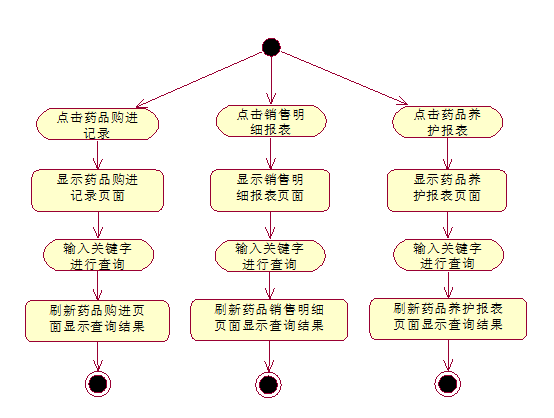 点击药品购进
记录
点击销售明
细报表
点击药品养
护报表
显示药品购进
记录页面
显示销售明
细报表页面
显示药品养
护报表页面
输入关键字
进行查询
输入关键字
进行查询
输入关键字
进行查询
刷新药品购进页
面显示查询结果
刷新药品销售明细
页面显示查询结果
刷新药品养护报表
页面显示查询结果